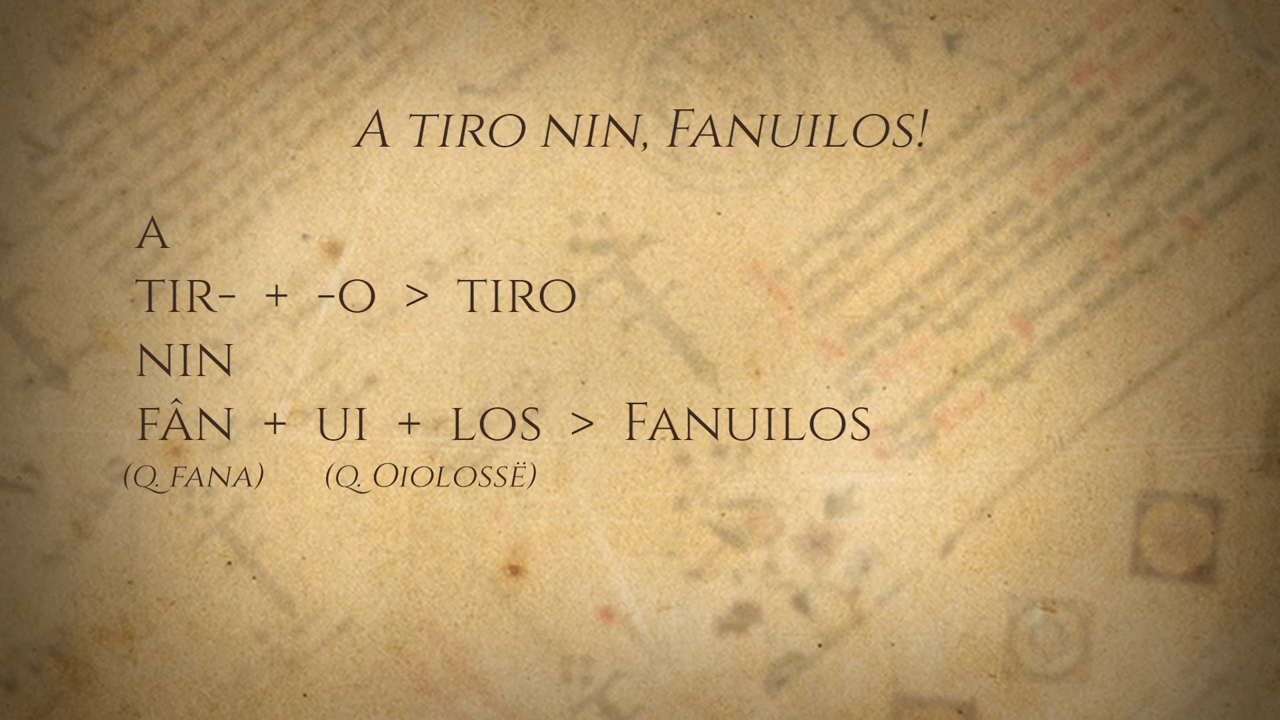 A tiro nin, Fanuilos!
A
TIR- + -O > TIRO
NIN
FÂN + UI + LOS > FANUILOS
(Q. FANA) (Q. OIOLOSSË)